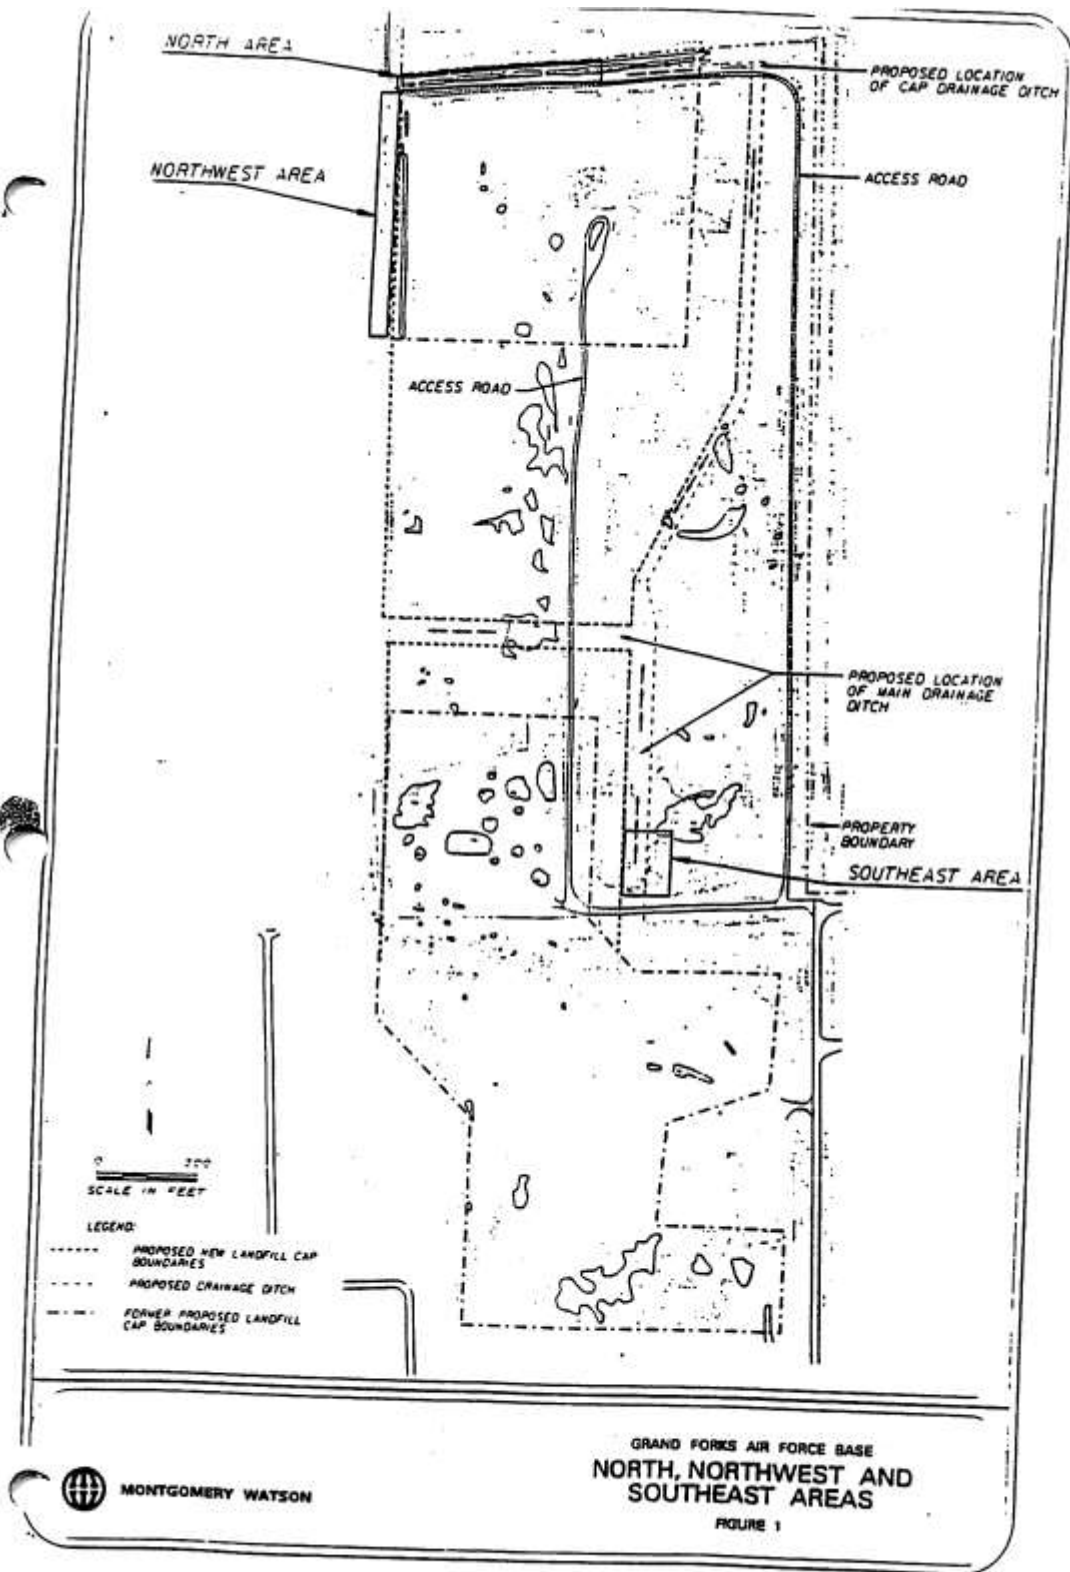 NORTH AREA
PROPOSED LOCATION
OF CAP DRAINAGE DITCH
NORTHWEST AREA
ACCESS ROAD
ACCESS ROAD
PROPOSED LOCATION
OF MAIN DRAINAGE
DITCH
PROPERTY
BOUNDARY
SOUTHEAST AREA
0
SCALE IN FEET
LEGEND:
PROPOSED NEW LANDFILL CAP
BOUNDARIES
PROPOSED DRAINAGE DITCH
FORMER PROPOSED LANDFILL
CAP BOUNDARIES
MONTGOMERY WATSON
GRAND FORKS AIR FORCE BASE
NORTH, NORTHWEST AND
SOUTHEAST AREAS
FIGURE 1